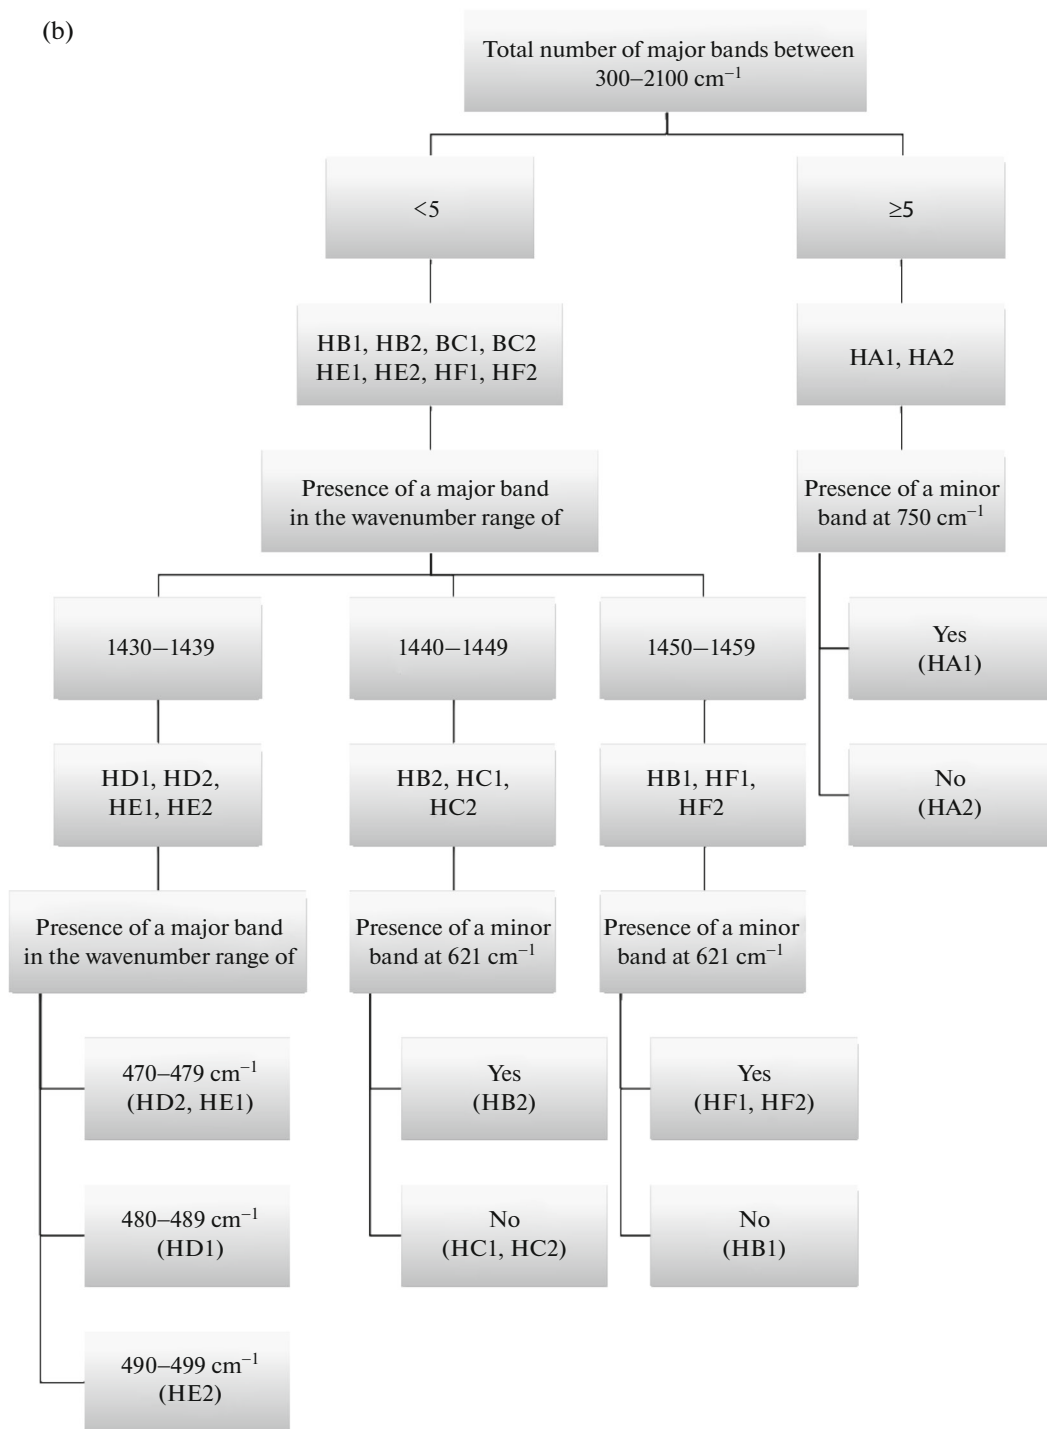 (b)
Total number of major bands between
300–2100 cm⁻¹
<5
≥5
HB1, HB2, BC1, BC2
HE1, HE2, HF1, HF2
HA1, HA2
Presence of a major band
in the wavenumber range of
Presence of a minor
band at 750 cm⁻¹
1430–1439
1440–1449
1450–1459
Yes
(HA1)
HD1, HD2,
HE1, HE2
HB2, HC1,
HC2
HB1, HF1,
HF2
No
(HA2)
Presence of a major band
in the wavenumber range of
Presence of a minor
band at 621 cm⁻¹
Presence of a minor
band at 621 cm⁻¹
470–479 cm⁻¹
(HD2, HE1)
Yes
(HB2)
Yes
(HF1, HF2)
480–489 cm⁻¹
(HD1)
No
(HC1, HC2)
No
(HB1)
490–499 cm⁻¹
(HE2)